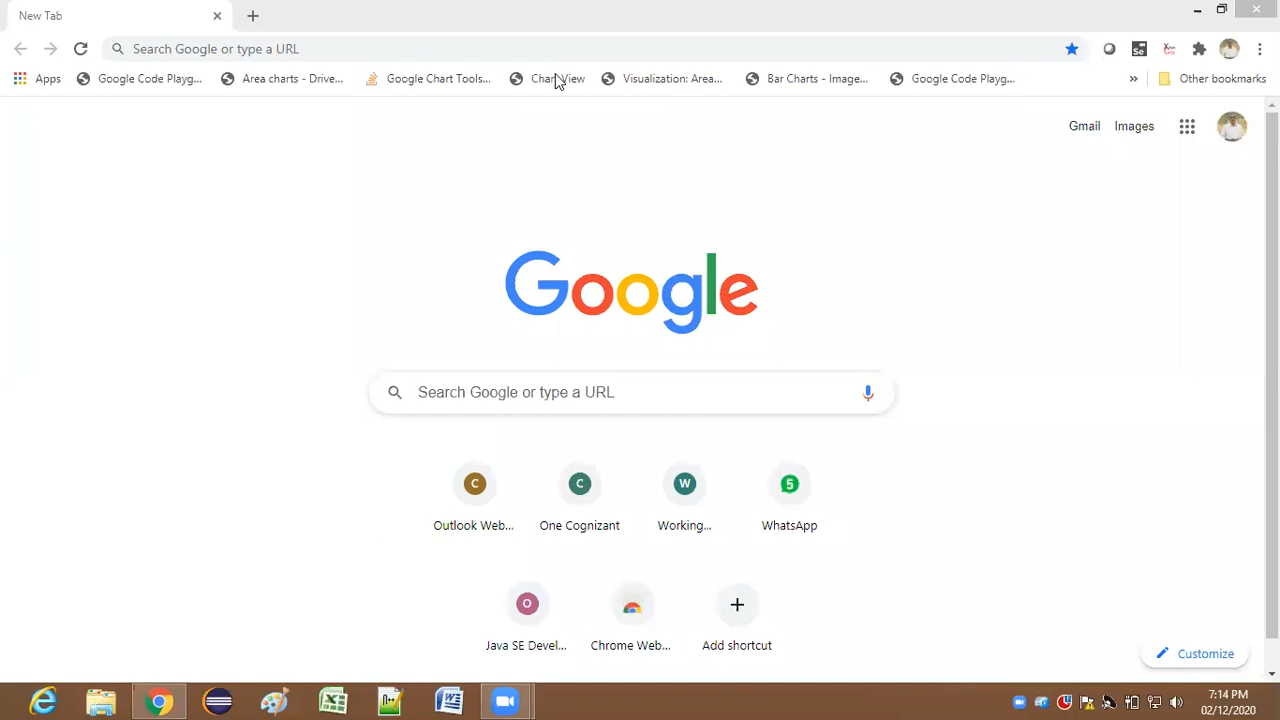 New Tab
Search Google or type a URL
Se
Apps
Google Code Playg...
Area charts - Drive...
Google Chart Tools...
Chart View
Visualization: Area...
Bar Charts - Image...
Google Code Playg...
»
Other bookmarks
Gmail
Images
Google
Search Google or type a URL
C
C
W
5
Outlook Web...
One Cognizant
Working...
WhatsApp
O
Java SE Devel...
Chrome Web...
Add shortcut
Customize
7:14 PM
02/12/2020